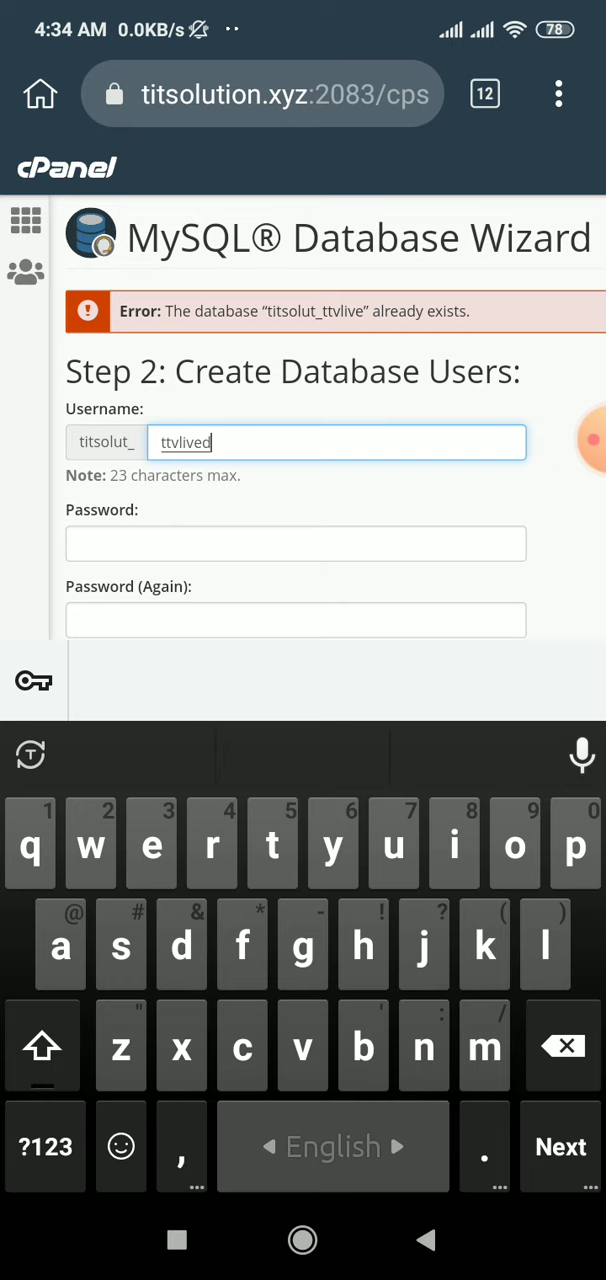 4:34 AM 0.0KB/s 78
titsolution.xyz:2083/cps 12
cPanel
MySQL® Database Wizard
Error: The database “titsolut_ttvlive” already exists.
Step 2: Create Database Users:
Username:
titsolut_ ttvlived
Note: 23 characters max.
Password:
Password (Again):
T
1 2 3 4 5 6 7 8 9 0
q w e r t y u i o p
@ # & * - ! ? ( )
a s d f g h j k l
" ' : /
z x c v b n m
?123 , English . Next